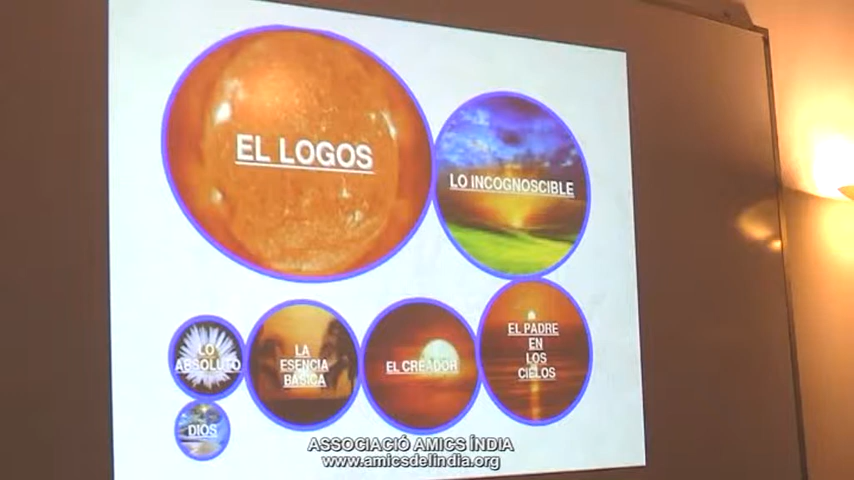 EL LOGOS
LO INCOGNOSCIBLE
LO
ABSOLUTO
LA
ESENCIA
BÁSICA
EL CREADOR
EL PADRE
EN
LOS
CIELOS
DIOS
ASSOCIACIÓ AMICS ÍNDIA
www.amicsdelindia.org